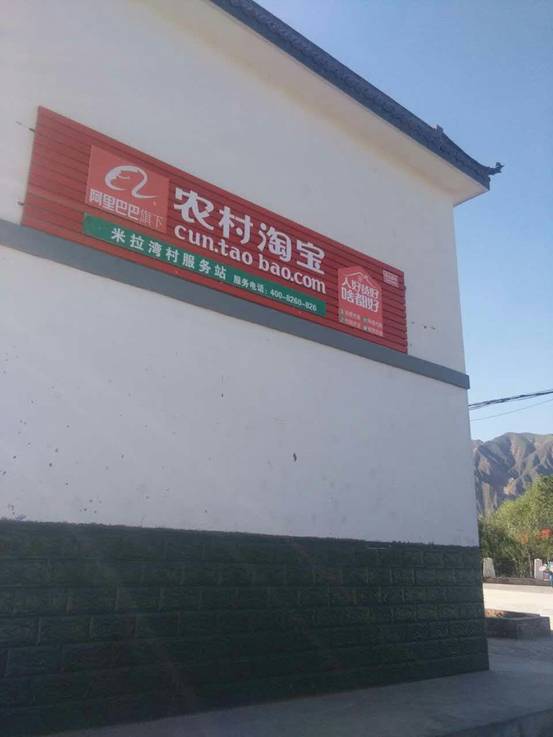 阿里巴巴旗下
农村淘宝
cun.tao bao.com
米拉湾村服务站 服务电话：400-8260-826
人好货好
啥都好